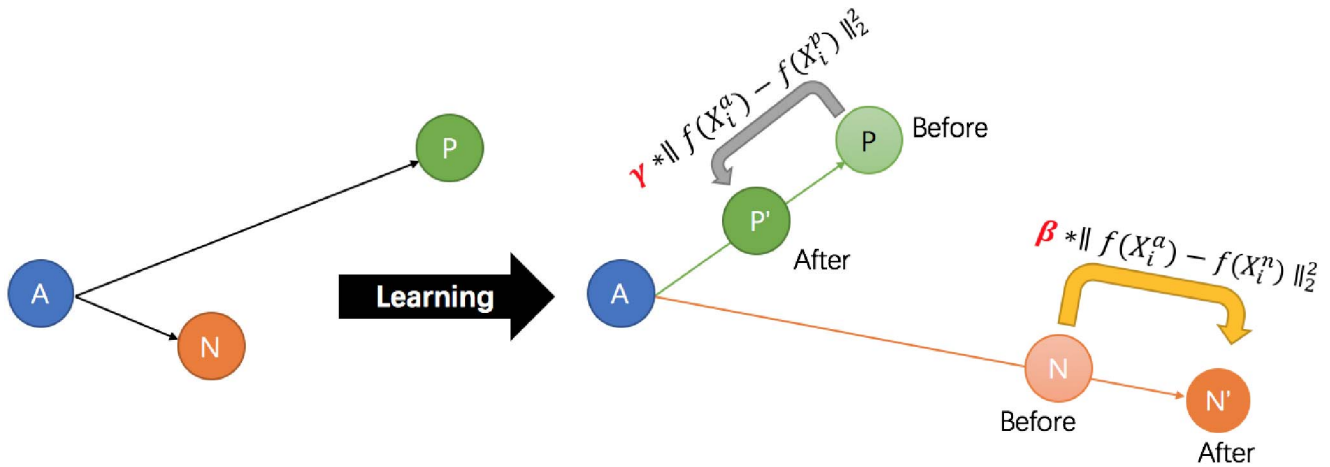 A
P
N
Learning
A
γ *‖ f(X_i^a) − f(X_i^p) ‖_2^2
P
Before
P'
After
β *‖ f(X_i^a) − f(X_i^n) ‖_2^2
N
Before
N'
After